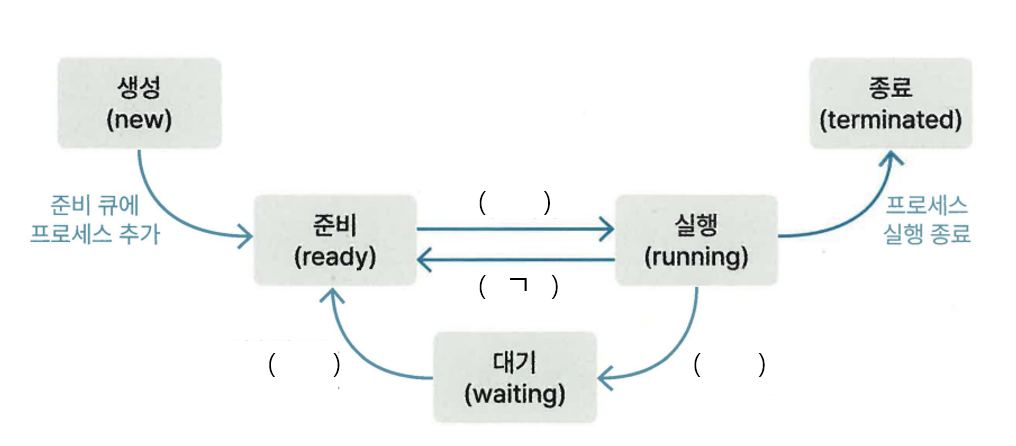 생성
(new)
종료
(terminated)
준비 큐에
프로세스 추가
준비
(ready)
(      )
실행
(running)
프로세스
실행 종료
( ㄱ )
대기
(waiting)
(      )
(      )